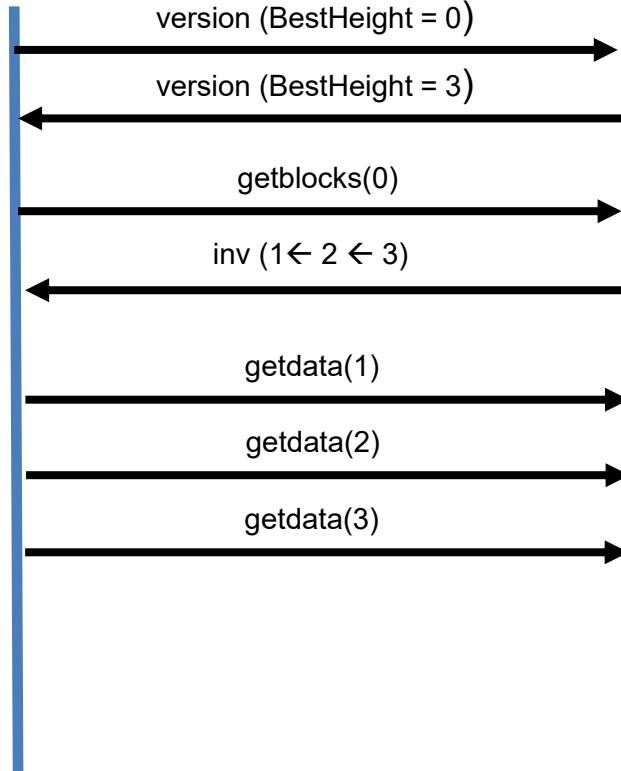 version (BestHeight = 0)
version (BestHeight = 3)
getblocks(0)
inv (1← 2 ← 3)
getdata(1)
getdata(2)
getdata(3)